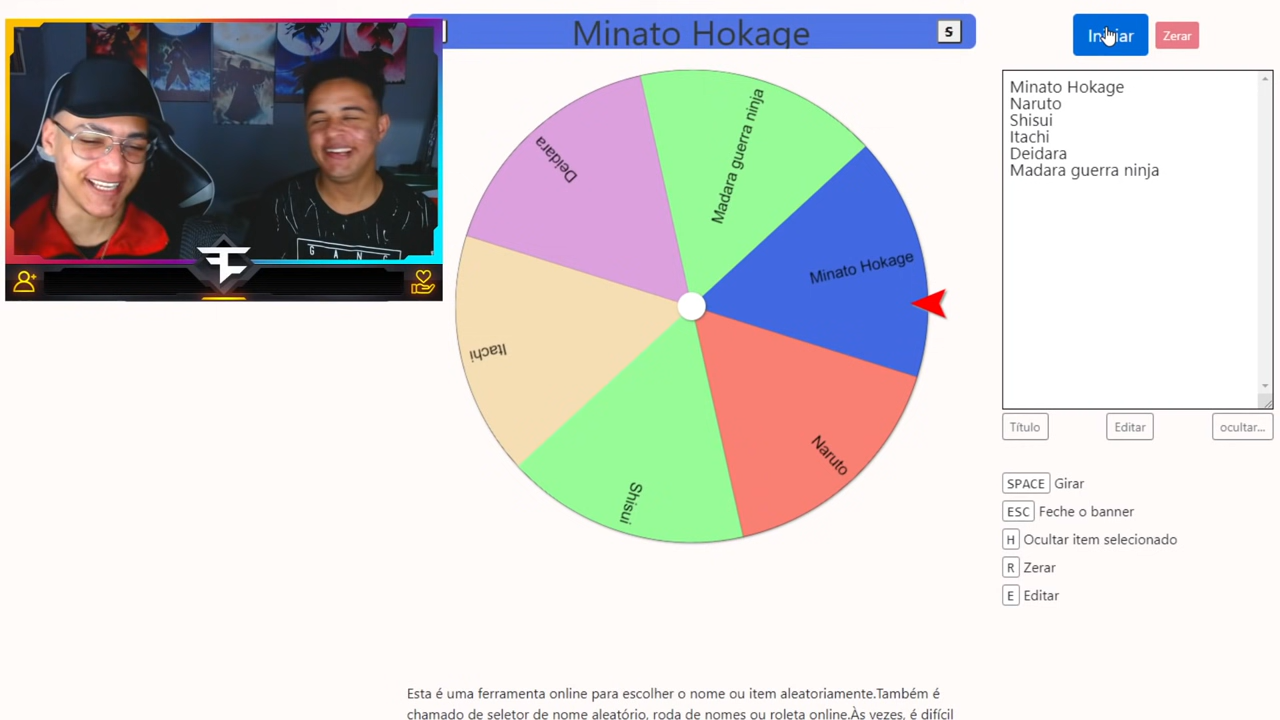 Minato Hokage
S
Iniciar
Zerar
Minato Hokage
Naruto
Shisui
Itachi
Deidara
Madara guerra ninja
Deidara
Madara guerra ninja
Minato Hokage
Itachi
Shisui
Naruto
GANG
Título
Editar
ocultar...
SPACE Girar
ESC Feche o banner
H Ocultar item selecionado
R Zerar
E Editar
Esta é uma ferramenta online para escolher o nome ou item aleatoriamente.Também é
chamado de seletor de nome aleatório, roda de nomes ou roleta online.Às vezes, é difícil